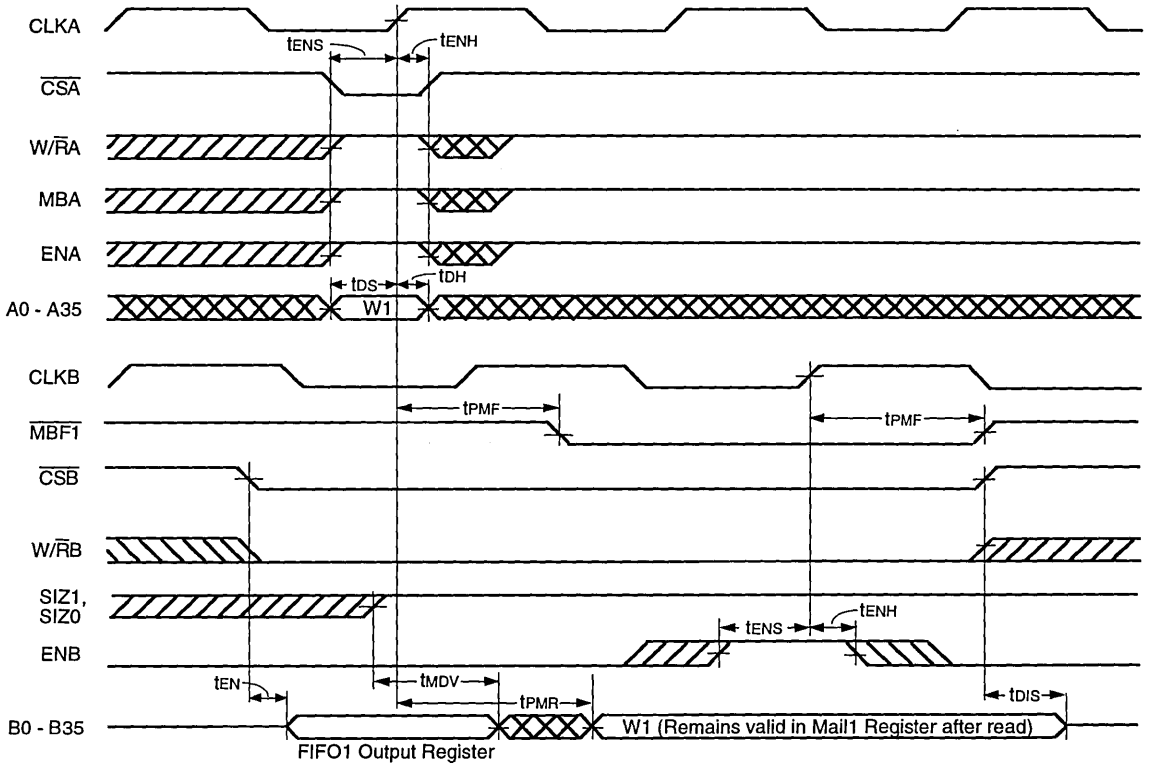 CLKA
tENS
tENH
CSA
W/RA
MBA
ENA
tDS
tDH
A0 - A35
W1
CLKB
tPMF
tPMF
MBF1
CSB
W/RB
SIZ1,
SIZ0
tENS
tENH
ENB
tEN
tMDV
tPMR
tDIS
B0 - B35
W1 (Remains valid in Mail1 Register after read)
FIFO1 Output Register